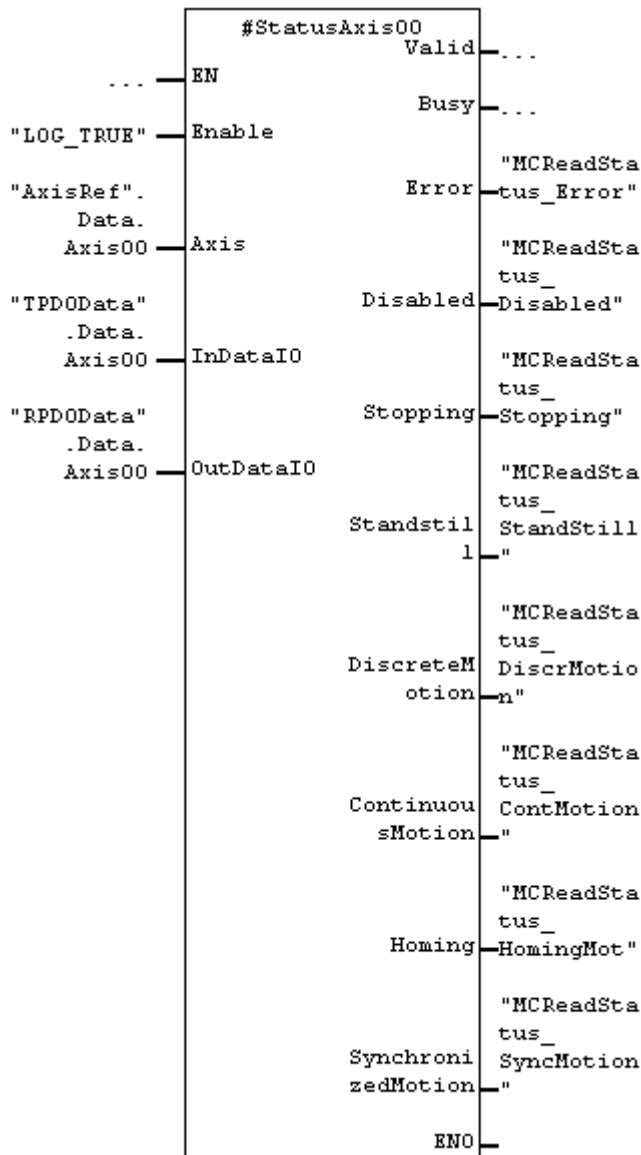 #StatusAxis00
Valid ...
... EN
Busy ...
"LOG_TRUE" Enable
"MCReadSta
Error tus_Error"
"AxisRef".
Data.
Axis00 Axis
"MCReadSta
tus_
Disabled Disabled"
"TPDOData"
.Data.
Axis00 InDataIO
"MCReadSta
tus_
Stopping Stopping"
"RPDOData"
.Data.
Axis00 OutDataIO
"MCReadSta
tus_
Standstil StandStill
l "
"MCReadSta
tus_
DiscreteM DiscrMotio
otion n"
"MCReadSta
tus_
Continuou ContMotion
sMotion "
"MCReadSta
tus_
Homing HomingMot"
"MCReadSta
tus_
Synchroni SyncMotion
zedMotion "
ENO